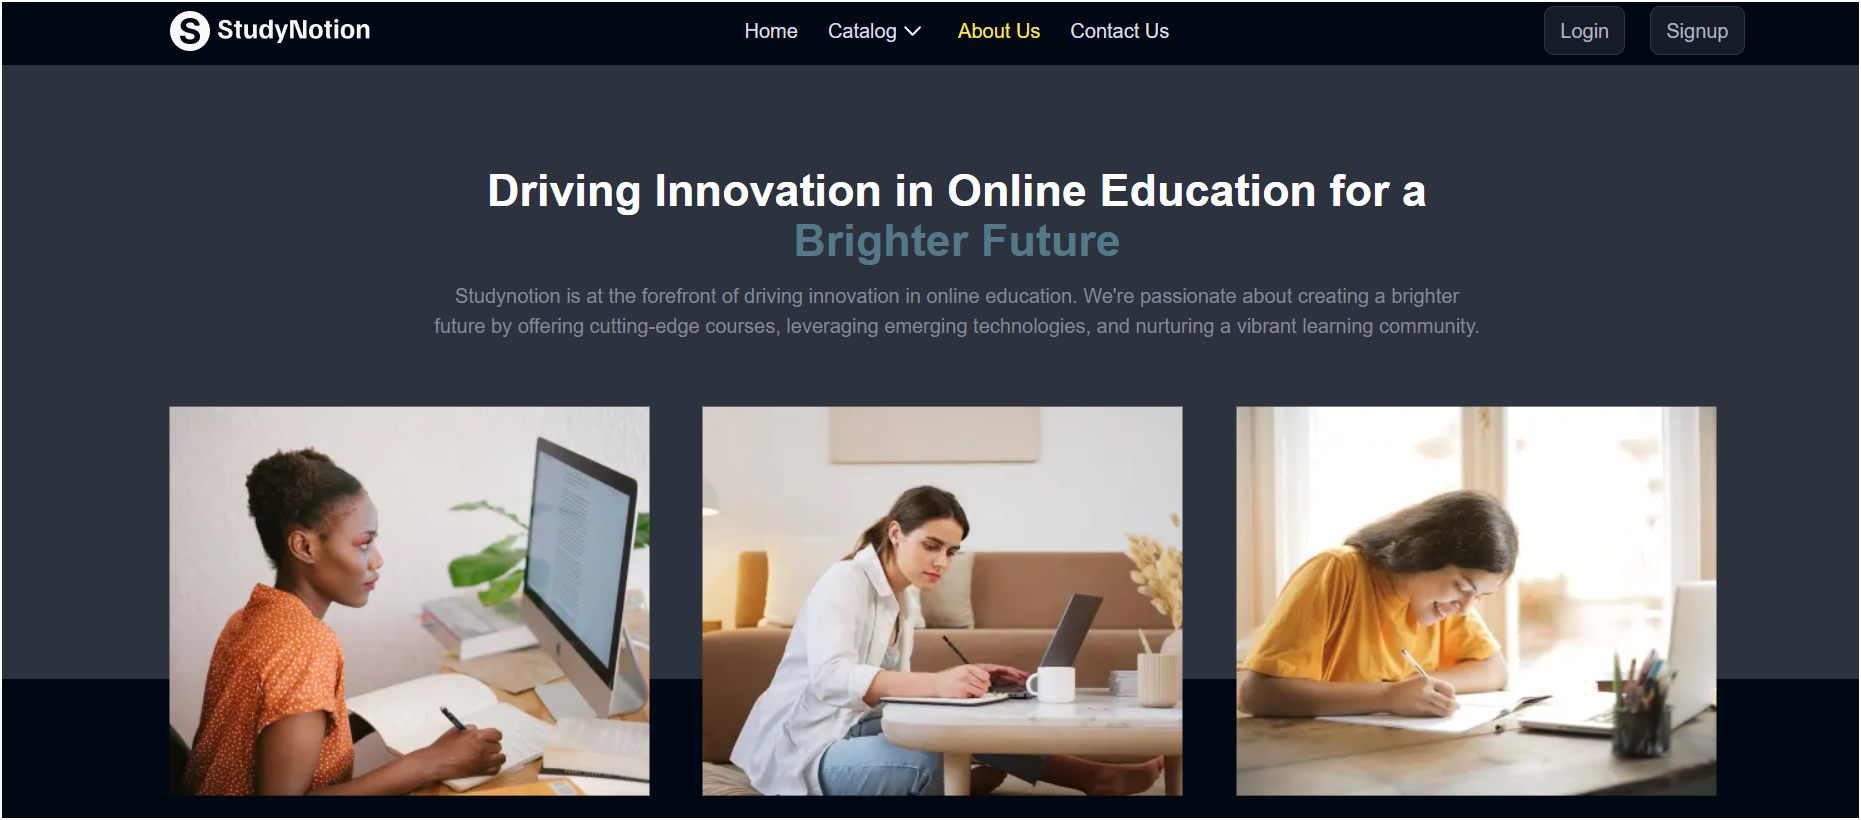 S StudyNotion
Home Catalog About Us Contact Us
Login Signup
Driving Innovation in Online Education for a
Brighter Future
Studynotion is at the forefront of driving innovation in online education. We're passionate about creating a brighter
future by offering cutting-edge courses, leveraging emerging technologies, and nurturing a vibrant learning community.